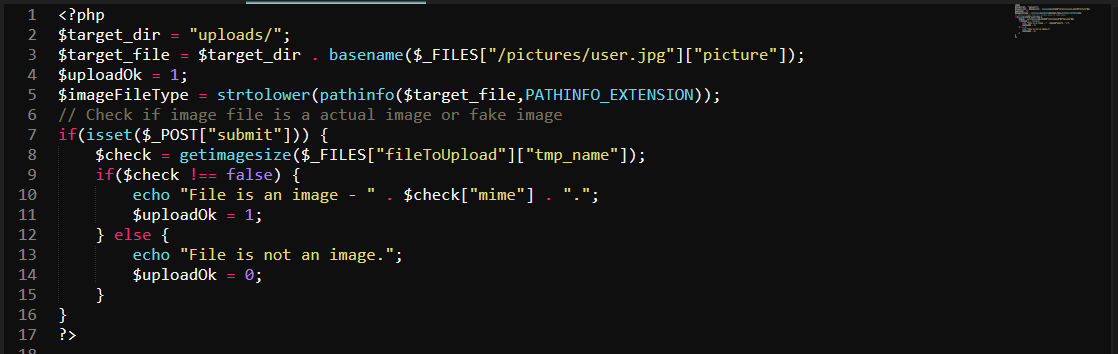 1 <?php
2 $target_dir = "uploads/";
3 $target_file = $target_dir . basename($_FILES["/pictures/user.jpg"]["picture"]);
4 $uploadOk = 1;
5 $imageFileType = strtolower(pathinfo($target_file,PATHINFO_EXTENSION));
6 // Check if image file is a actual image or fake image
7 if(isset($_POST["submit"])) {
8     $check = getimagesize($_FILES["fileToUpload"]["tmp_name"]);
9     if($check !== false) {
10         echo "File is an image - " . $check["mime"] . ".";
11         $uploadOk = 1;
12     } else {
13         echo "File is not an image.";
14         $uploadOk = 0;
15     }
16 }
17 ?>
18